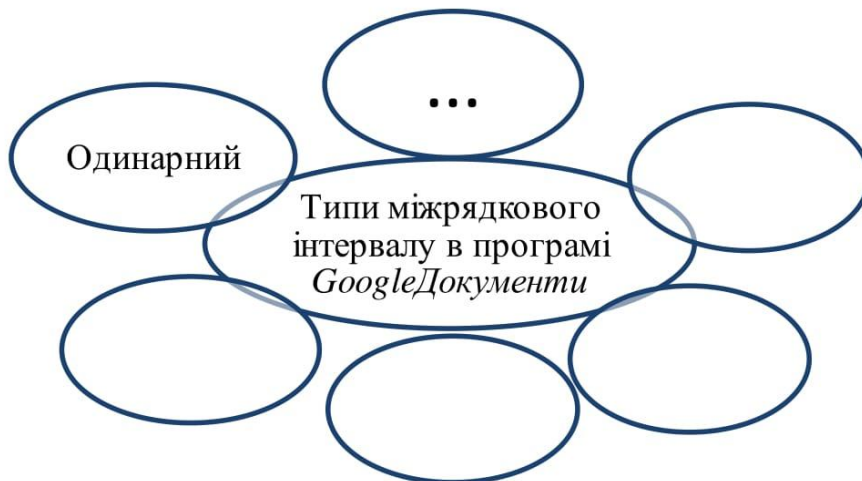 ...
Одинарний
Типи міжрядкового
інтервалу в програмі
GoogleДокументи